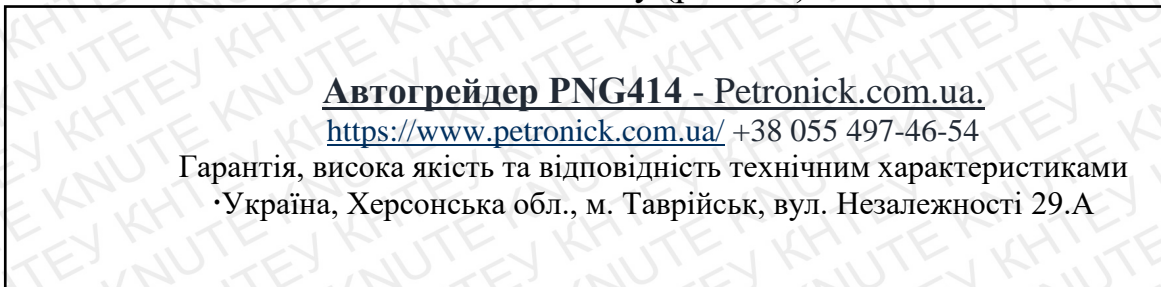 Автогрейдер PNG414 - Petronick.com.ua.
https://www.petronick.com.ua/ +38 055 497-46-54
Гарантія, висока якість та відповідність технічним характеристиками
·Україна, Херсонська обл., м. Таврійськ, вул. Незалежності 29.А